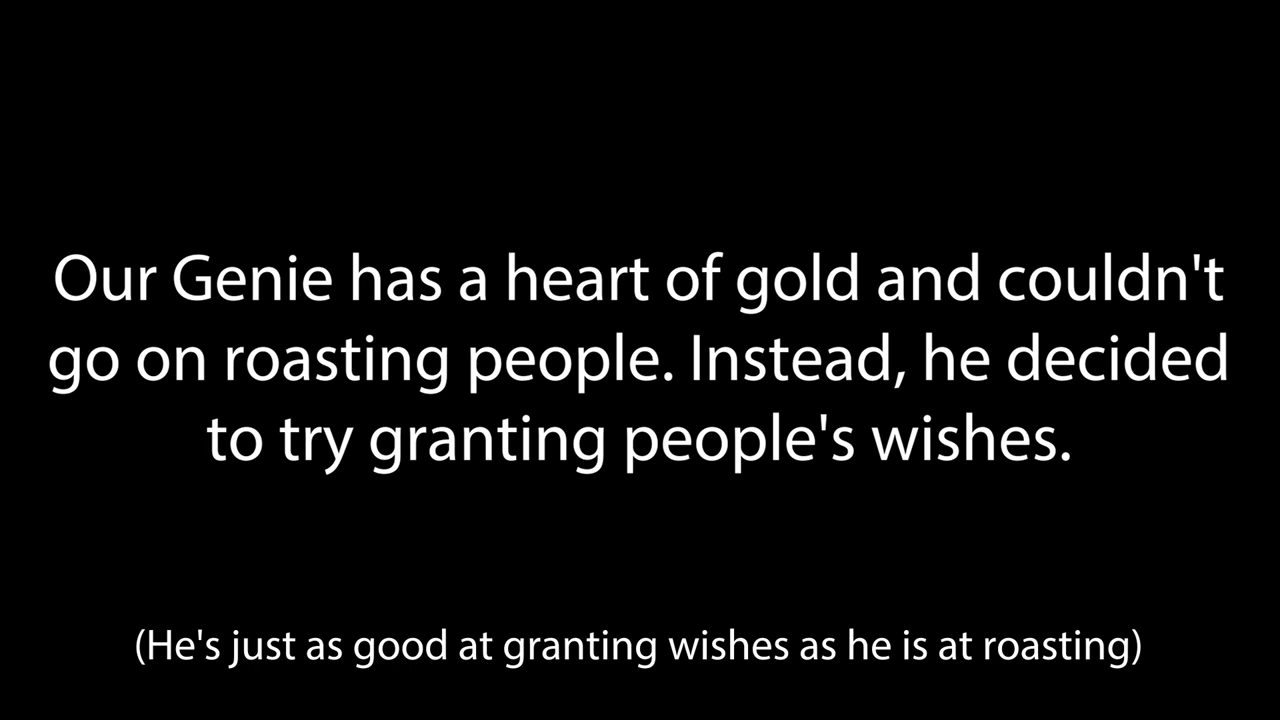 Our Genie has a heart of gold and couldn't
go on roasting people. Instead, he decided
to try granting people's wishes.
(He's just as good at granting wishes as he is at roasting)